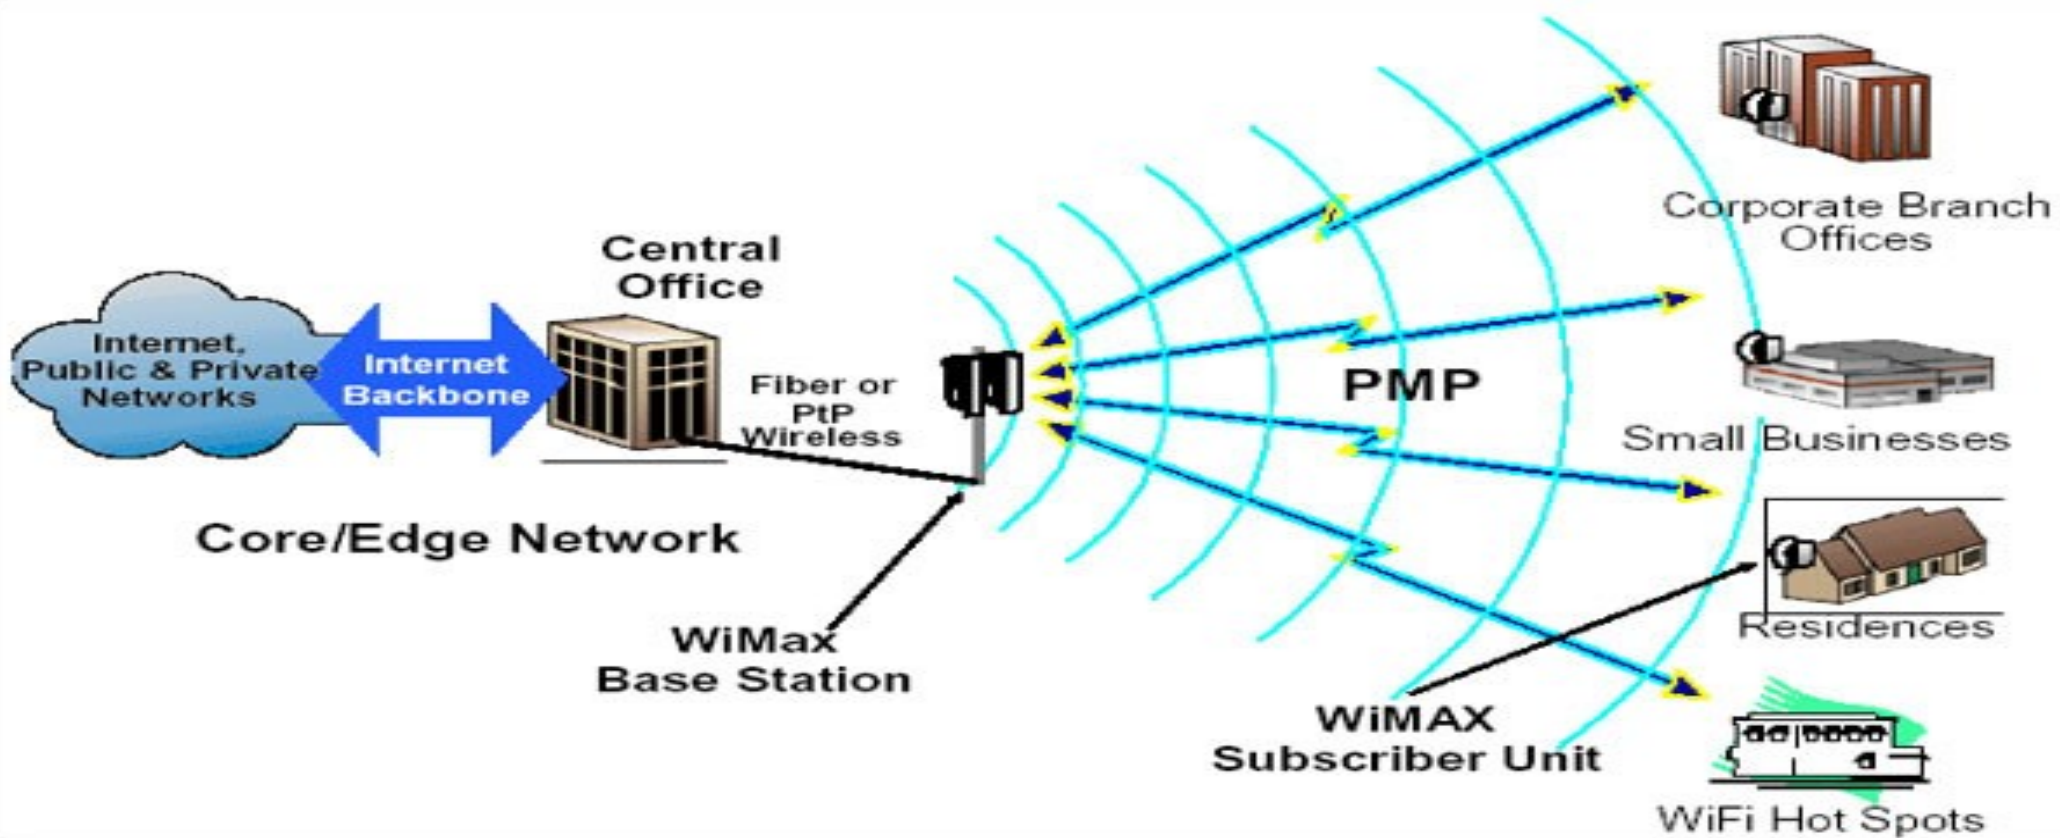 Internet,
Public & Private
Networks
Internet
Backbone
Central
Office
Fiber or
PtP
Wireless
Core/Edge Network
WiMax
Base Station
PMP
WiMAX
Subscriber Unit
Corporate Branch
Offices
Small Businesses
Residences
WiFi Hot Spots